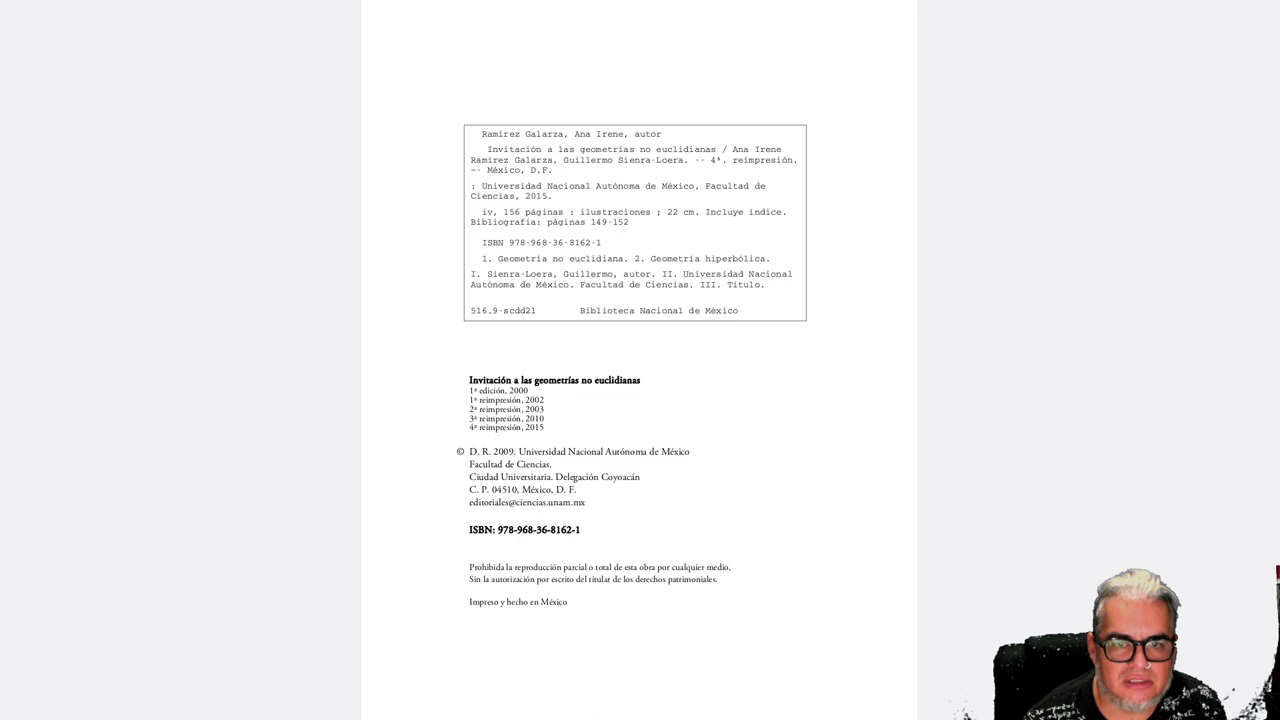 Ramírez Galarza, Ana Irene, autor
Invitación a las geometrías no euclidianas / Ana Irene
Ramírez Galarza, Guillermo Sienra-Loera. -- 4ª. reimpresión.
-- México, D.F.
: Universidad Nacional Autónoma de México, Facultad de
Ciencias, 2015.
iv, 156 páginas : ilustraciones ; 22 cm. Incluye índice.
Bibliografía: páginas 149-152
ISBN 978-968-36-8162-1
1. Geometría no euclidiana. 2. Geometría hiperbólica.
I. Sienra-Loera, Guillermo, autor. II. Universidad Nacional
Autónoma de México. Facultad de Ciencias. III. Título.
516.9-scdd21 Biblioteca Nacional de México
Invitación a las geometrías no euclidianas
1ª edición, 2000
1ª reimpresión, 2002
2ª reimpresión, 2003
3ª reimpresión, 2010
4ª reimpresión, 2015
© D. R. 2009. Universidad Nacional Autónoma de México
Facultad de Ciencias.
Ciudad Universitaria. Delegación Coyoacán
C. P. 04510, México, D. F.
editoriales@ciencias.unam.mx
ISBN: 978-968-36-8162-1
Prohibida la reproducción parcial o total de esta obra por cualquier medio,
Sin la autorización por escrito del titular de los derechos patrimoniales.
Impreso y hecho en México